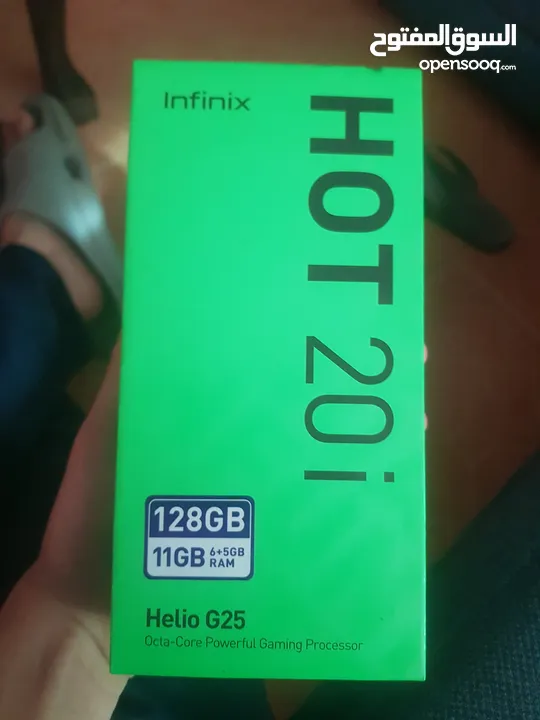 السوق المفتوح
opensooq.com
Infinix
HOT 20i
128GB
11GB 6+5GB RAM
Helio G25
Octa-Core Powerful Gaming Processor